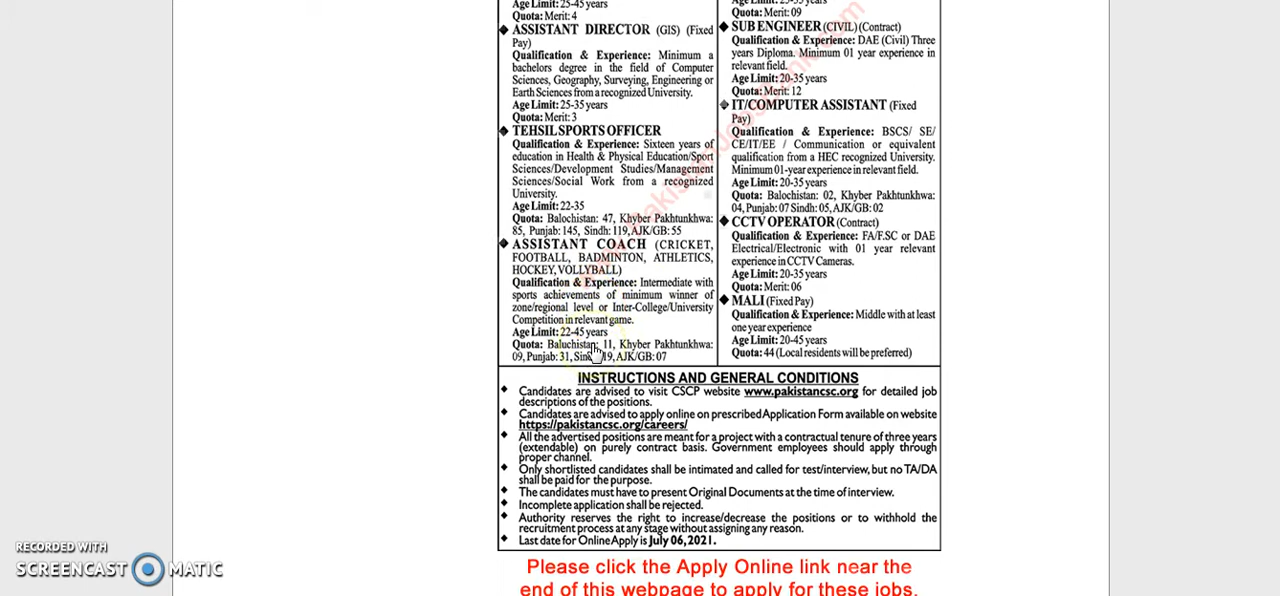 Age Limit: 25-45 years
Quota: Merit: 4
ASSISTANT DIRECTOR (GIS) (Fixed
Pay)
Qualification & Experience: Minimum a
bachelors degree in the field of Computer
Sciences, Geography, Surveying, Engineering or
Earth Sciences from a recognized University.
Age Limit: 25-35 years
Quota: Merit: 3
TEHSIL SPORTS OFFICER
Qualification & Experience: Sixteen years of
education in Health & Physical Education/Sport
Sciences/Development Studies/Management
Sciences/Social Work from a recognized
University.
Age Limit: 22-35
Quota: Balochistan: 47, Khyber Pakhtunkhwa:
85, Punjab: 145, Sindh: 119, AJK/GB: 55
ASSISTANT COACH (CRICKET,
FOOTBALL, BADMINTON, ATHLETICS,
HOCKEY, VOLLYBALL)
Qualification & Experience: Intermediate with
sports achievements of minimum winner of
zone/regional level or Inter-College/University
Competition in relevant game.
Age Limit: 22-45 years
Quota: Baluchistan: 11, Khyber Pakhtunkhwa:
09, Punjab: 31, 19, AJK/GB: 07
Quota: Merit: 09
SUB ENGINEER (CIVIL) (Contract)
Qualification & Experience: DAE (Civil) Three
years Diploma. Minimum 01 year experience in
relevant field.
Age Limit: 20-35 years
Quota: Merit: 12
IT/COMPUTER ASSISTANT (Fixed
Pay)
Qualification & Experience: BSCS/ SE/
CE/IT/EE / Communication or equivalent
qualification from a HEC recognized University.
Minimum 01-year experience in relevant field.
Age Limit: 20-35 years
Quota: Balochistan: 02, Khyber Pakhtunkhwa:
04, Punjab: 07 Sindh: 05, AJK/GB: 02
CCTV OPERATOR (Contract)
Qualification & Experience: FA/F.SC or DAE
Electrical/Electronic with 01 year relevant
experience in CCTV Cameras.
Age Limit: 20-35 years
Quota: Merit: 06
MALI (Fixed Pay)
Qualification & Experience: Middle with at least
one year experience
Age Limit: 20-45 years
Quota: 44 (Local residents will be preferred)
INSTRUCTIONS AND GENERAL CONDITIONS
Candidates are advised to visit CSCP website www.pakistancsc.org for detailed job
descriptions of the positions.
Candidates are advised to apply online on prescribed Application Form available on website
https://pakistancsc.org/careers/
All the advertised positions are meant for a project with a contractual tenure of three years
(extendable) on purely contract basis. Government employees should apply through
proper channel.
Only shortlisted candidates shall be intimated and called for test/interview, but no TA/DA
shall be paid for the purpose.
The candidates must have to present Original Documents at the time of interview.
Incomplete application shall be rejected.
Authority reserves the right to increase/decrease the positions or to withhold the
recruitment process at any stage without assigning any reason.
Last date for Online Apply is July 06, 2021.
Please click the Apply Online link near the
end of this webpage to apply for these jobs.
RECORDED WITH
SCREENCAST MATIC